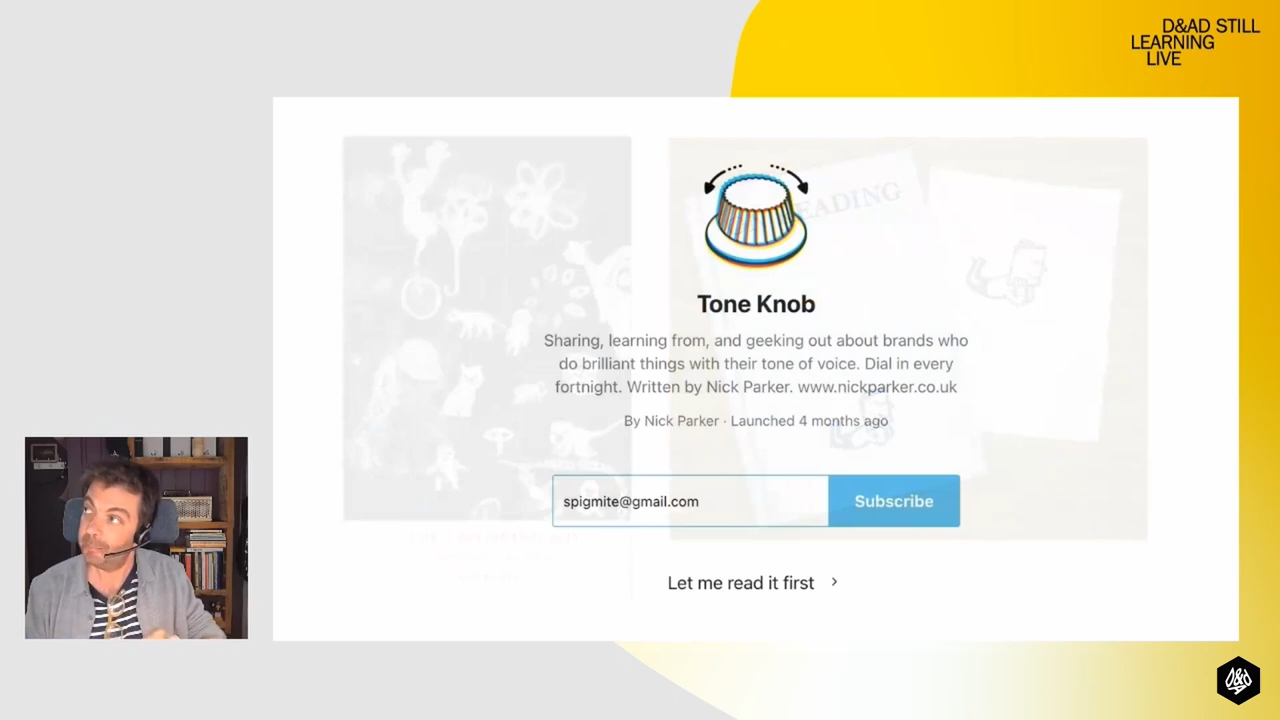 D&AD STILL
LEARNING
LIVE
EADING
Tone Knob
Sharing, learning from, and geeking out about brands who
do brilliant things with their tone of voice. Dial in every
fortnight. Written by Nick Parker. www.nickparker.co.uk
By Nick Parker · Launched 4 months ago
spigmite@gmail.com
Subscribe
Let me read it first
D&AD